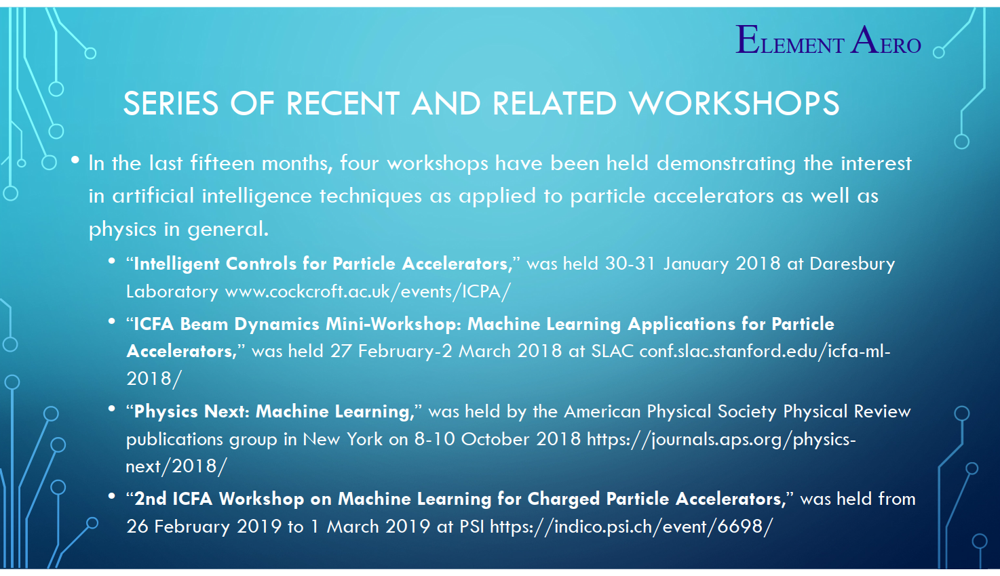 ELEMENT AERO
SERIES OF RECENT AND RELATED WORKSHOPS
• In the last fifteen months, four workshops have been held demonstrating the interest
in artificial intelligence techniques as applied to particle accelerators as well as
physics in general.
• “Intelligent Controls for Particle Accelerators,” was held 30-31 January 2018 at Daresbury
Laboratory www.cockcroft.ac.uk/events/ICPA/
• “ICFA Beam Dynamics Mini-Workshop: Machine Learning Applications for Particle
Accelerators,” was held 27 February-2 March 2018 at SLAC conf.slac.stanford.edu/icfa-ml-
2018/
• “Physics Next: Machine Learning,” was held by the American Physical Society Physical Review
publications group in New York on 8-10 October 2018 https://journals.aps.org/physics-
next/2018/
• “2nd ICFA Workshop on Machine Learning for Charged Particle Accelerators,” was held from
26 February 2019 to 1 March 2019 at PSI https://indico.psi.ch/event/6698/